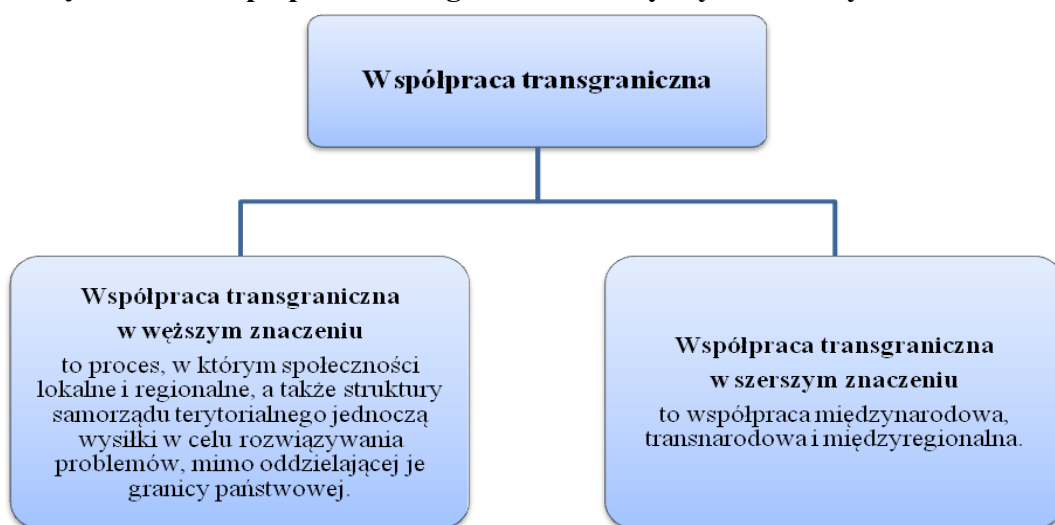 Współpraca transgraniczna
Współpraca transgraniczna
w węższym znaczeniu
to proces, w którym społeczności
lokalne i regionalne, a także struktury
samorządu terytorialnego jednoczą
wysiłki w celu rozwiązywania
problemów, mimo oddzielającej je
granicy państwowej.
Współpraca transgraniczna
w szerszym znaczeniu
to współpraca międzynarodowa,
transnarodowa i międzyregionalna.